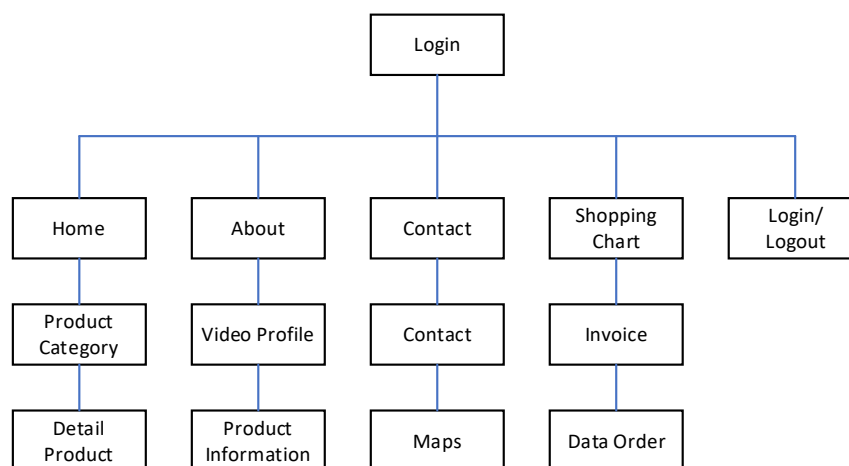 Login
Home
About
Contact
Shopping
Chart
Login/
Logout
Product
Category
Video Profile
Contact
Invoice
Detail
Product
Product
Information
Maps
Data Order